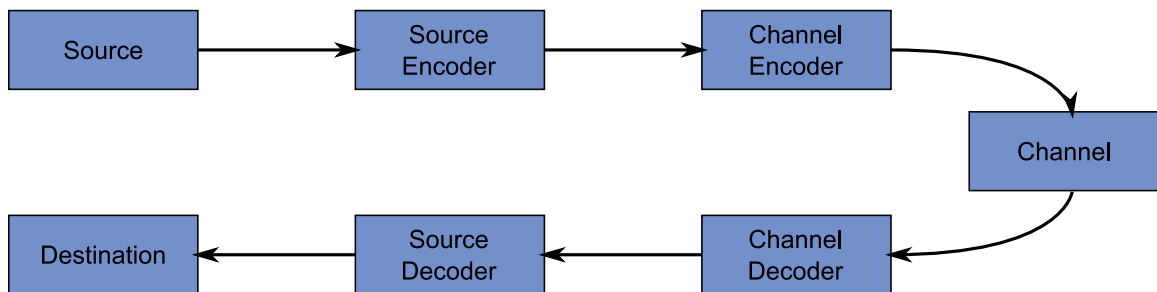 Source
Source
Encoder
Channel
Encoder
Channel
Destination
Source
Decoder
Channel
Decoder